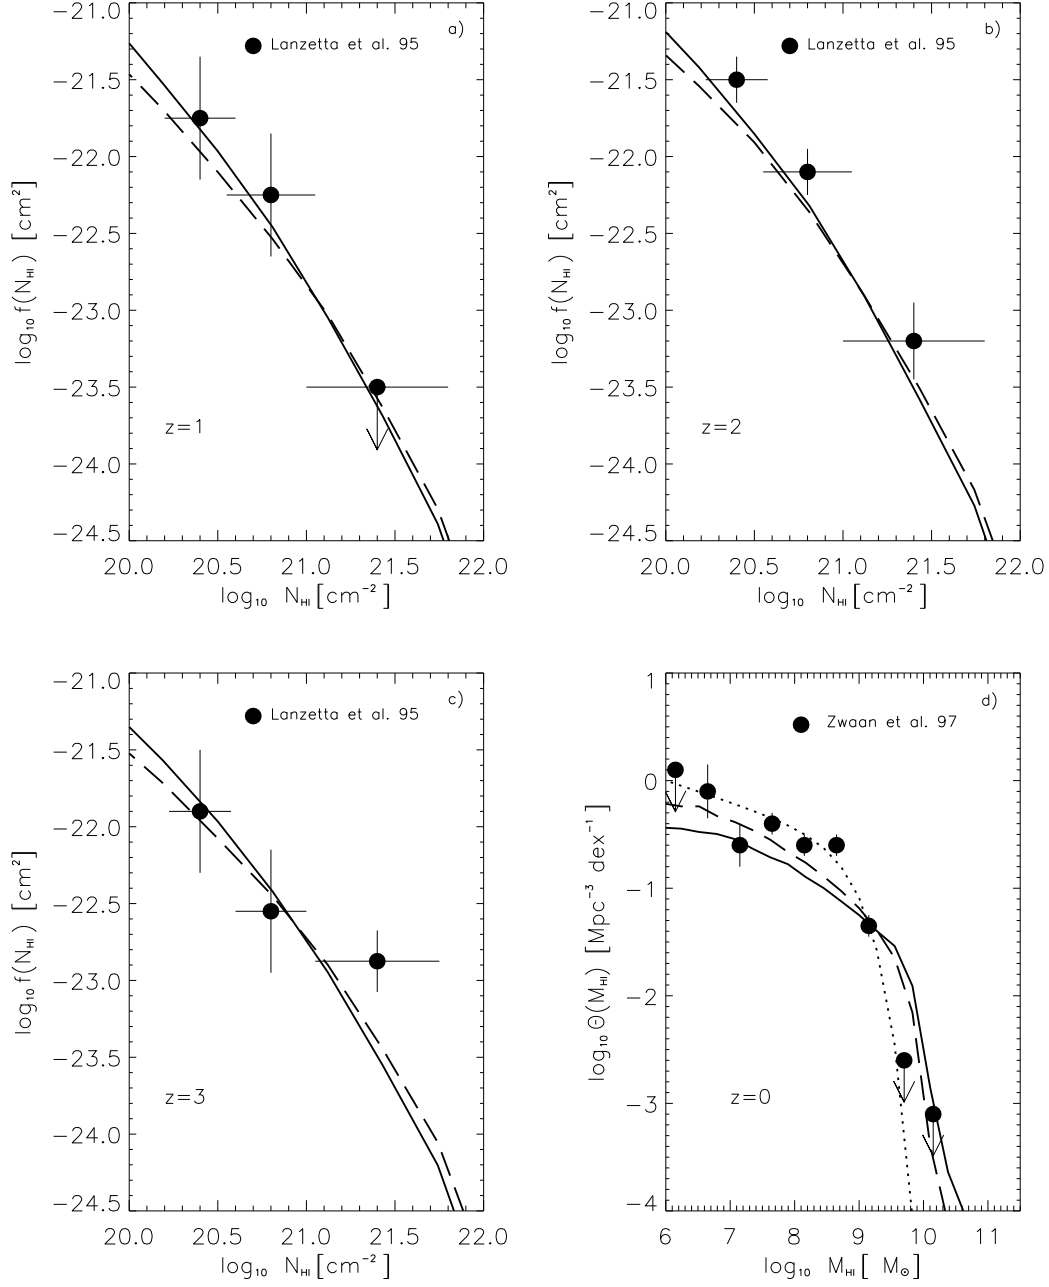 a)
Lanzetta et al. 95
−21.0
−21.5
−22.0
−22.5
−23.0
−23.5
−24.0
−24.5
log₁₀ f(N_HI) [cm²]
z=1
20.0 20.5 21.0 21.5 22.0
log₁₀ N_HI [cm⁻²]
b)
Lanzetta et al. 95
−21.0
−21.5
−22.0
−22.5
−23.0
−23.5
−24.0
−24.5
log₁₀ f(N_HI) [cm²]
z=2
20.0 20.5 21.0 21.5 22.0
log₁₀ N_HI [cm⁻²]
c)
Lanzetta et al. 95
−21.0
−21.5
−22.0
−22.5
−23.0
−23.5
−24.0
−24.5
log₁₀ f(N_HI) [cm²]
z=3
20.0 20.5 21.0 21.5 22.0
log₁₀ N_HI [cm⁻²]
d)
Zwaan et al. 97
1
0
−1
−2
−3
−4
log₁₀ Θ(M_HI) [Mpc⁻³ dex⁻¹]
z=0
6 7 8 9 10 11
log₁₀ M_HI [ M☉]